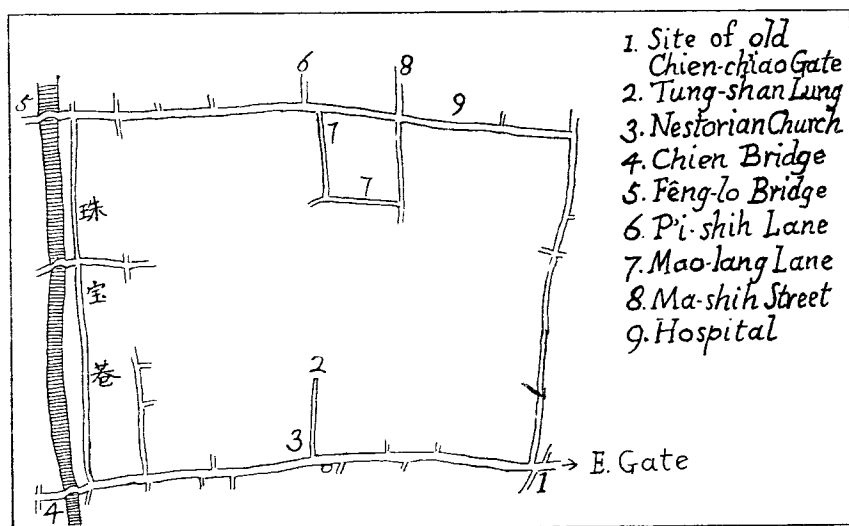 6
8
5
9
7
7
珠
宝
巷
2
3
4
1
→ E. Gate
1. Site of old
Chien-chiao Gate
2. Tung-shan Lung
3. Nestorian Church
4. Chien Bridge
5. Fêng-lo Bridge
6. P'i-shih Lane
7. Mao-lang Lane
8. Ma-shih Street
9. Hospital